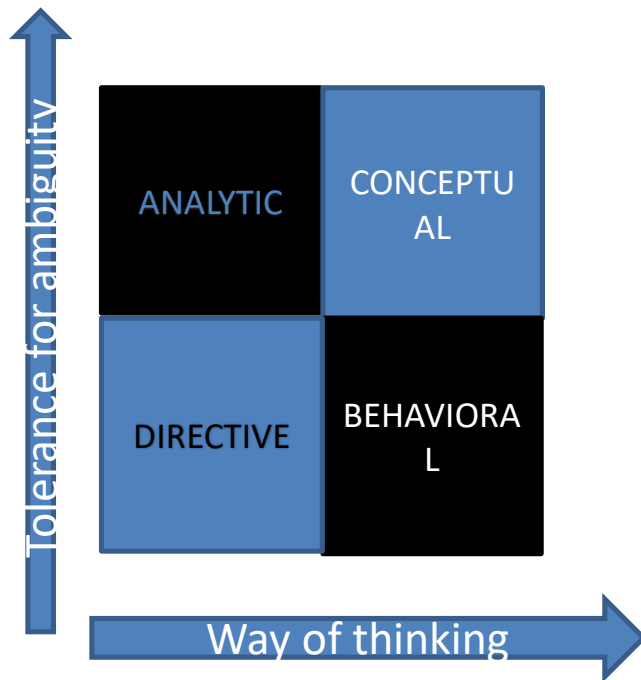 Tolerance for ambiguity
ANALYTIC
CONCEPTU
AL
DIRECTIVE
BEHAVIORA
L
Way of thinking